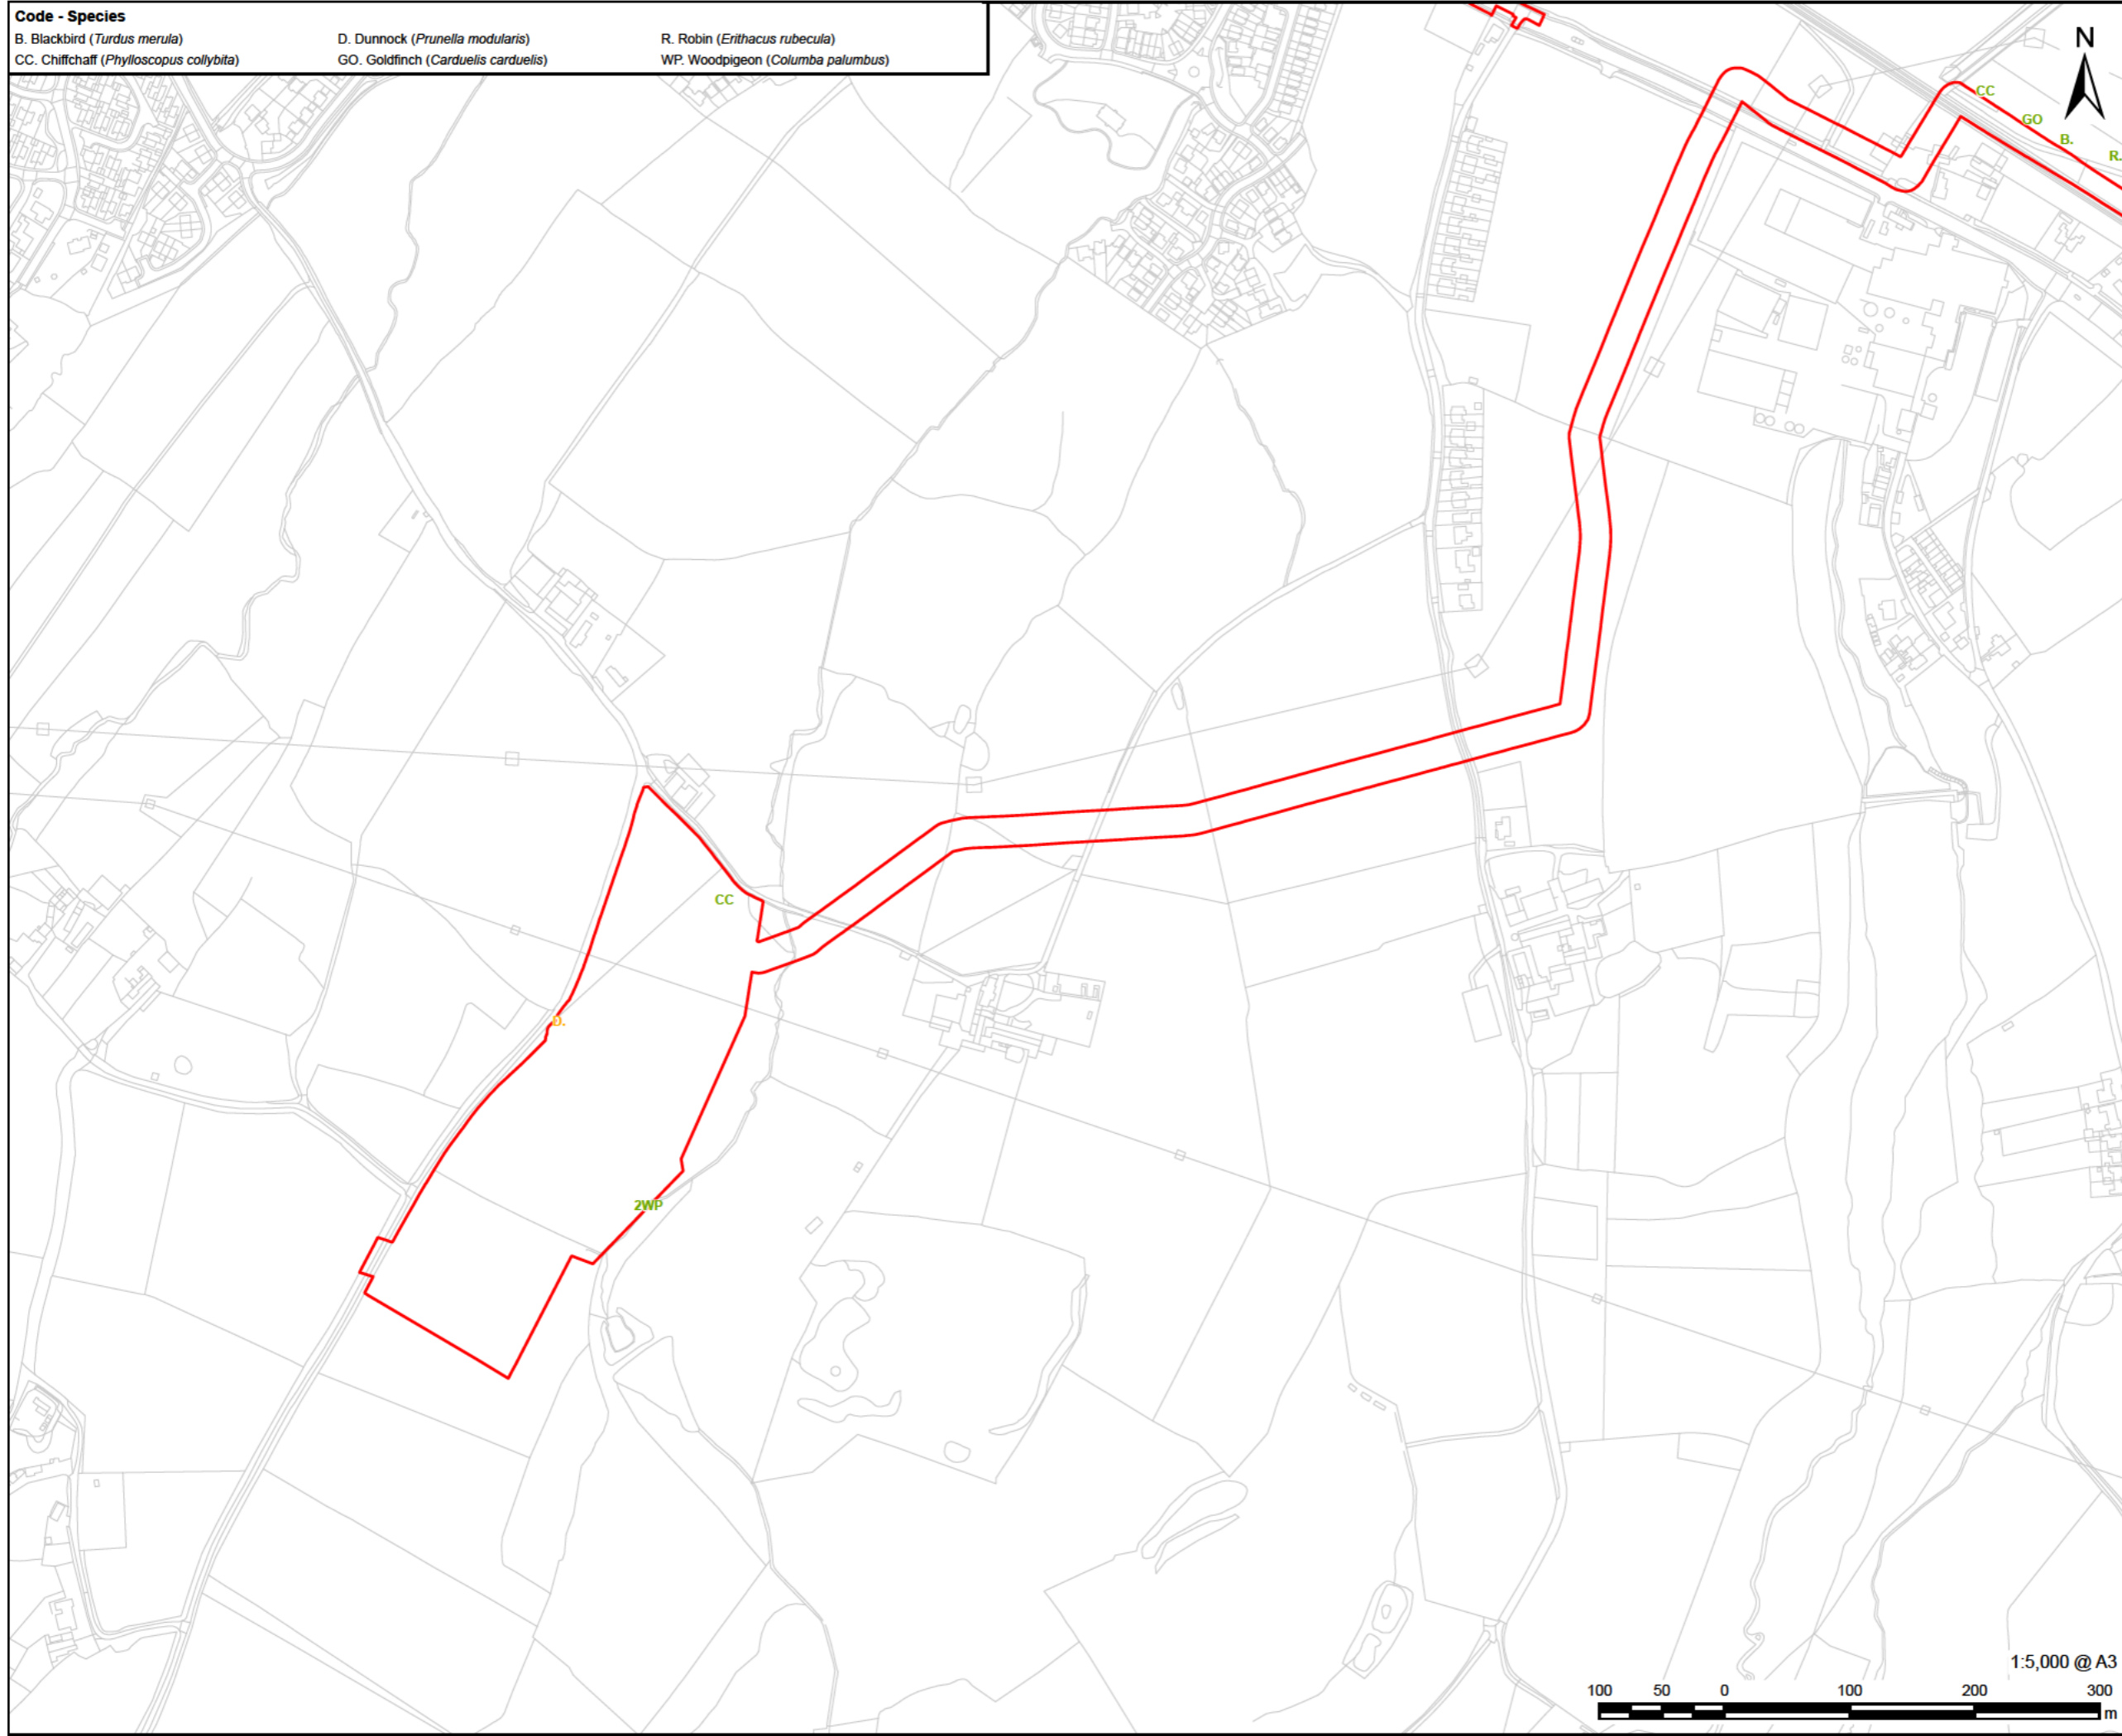 Code - Species
B. Blackbird (Turdus merula)
D. Dunnock (Prunella modularis)
R. Robin (Erithacus rubecula)
CC. Chiffchaff (Phylloscopus collybita)
GO. Goldfinch (Carduelis carduelis)
WP. Woodpigeon (Columba palumbus)
N
CC
GO
B.
R.
CC
D.
2WP
1:5,000 @ A3
100 50 0 100 200 300
m